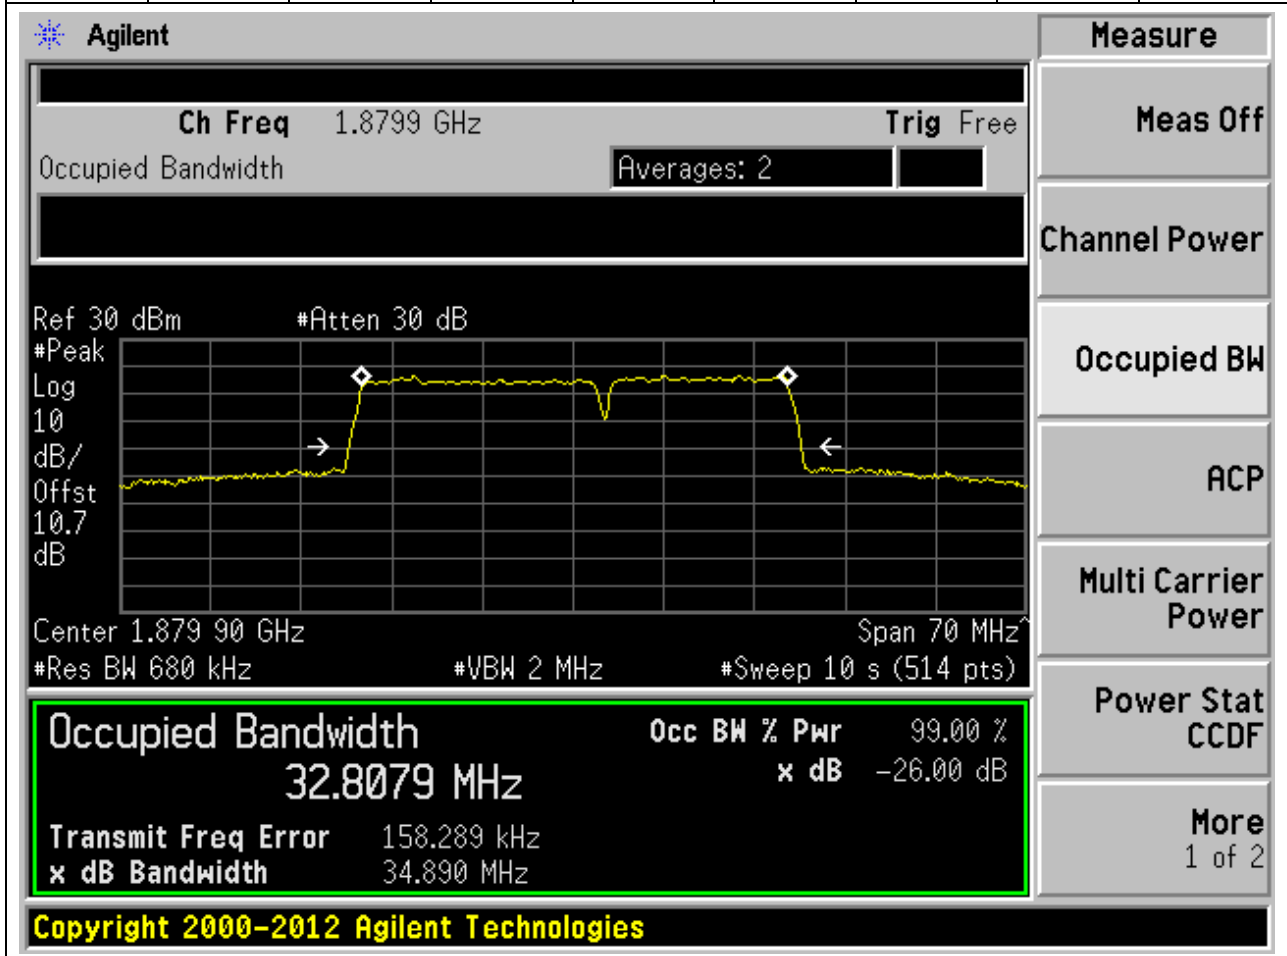 Agilent
Measure
Ch Freq 1.8799 GHz Trig Free
Occupied Bandwidth Averages: 2
Meas Off
Channel Power
Occupied BW
ACP
Multi Carrier
Power
Power Stat
CCDF
More
1 of 2
Ref 30 dBm #Atten 30 dB
#Peak
Log
10
dB/
Offst
10.7
dB
Center 1.879 90 GHz Span 70 MHz^
#Res BW 680 kHz #VBW 2 MHz #Sweep 10 s (514 pts)
Occupied Bandwidth Occ BW % Pwr 99.00 %
32.8079 MHz x dB -26.00 dB
Transmit Freq Error 158.289 kHz
x dB Bandwidth 34.890 MHz
Copyright 2000-2012 Agilent Technologies